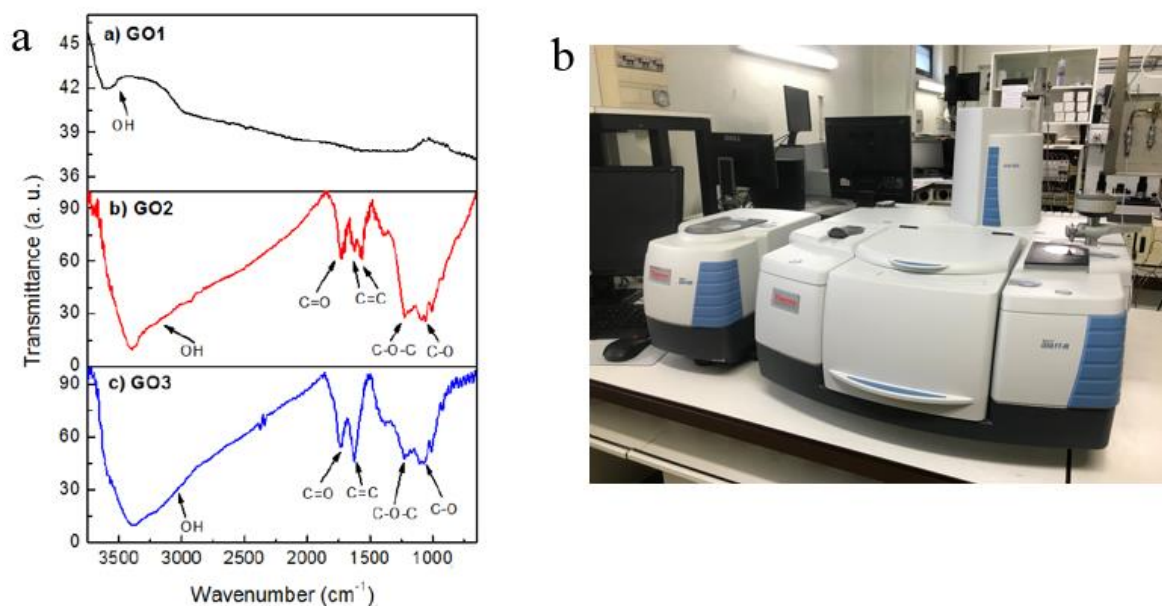 a
b
a) GO1
45
42
39
36
OH
b) GO2
90
60
30
0
C=O
C=C
OH
C-O-C
C-O
c) GO3
90
60
30
0
C=O
C=C
OH
C-O-C
C-O
Transmittance (a. u.)
3500 3000 2500 2000 1500 1000
Wavenumber (cm⁻¹)